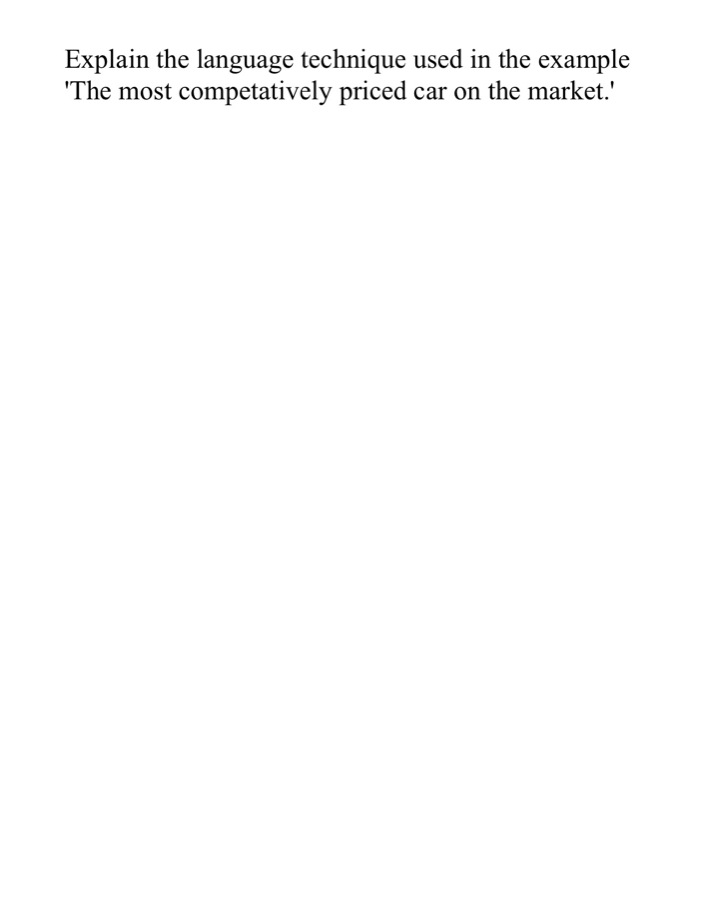 Explain the language technique used in the example
'The most competatively priced car on the market.'